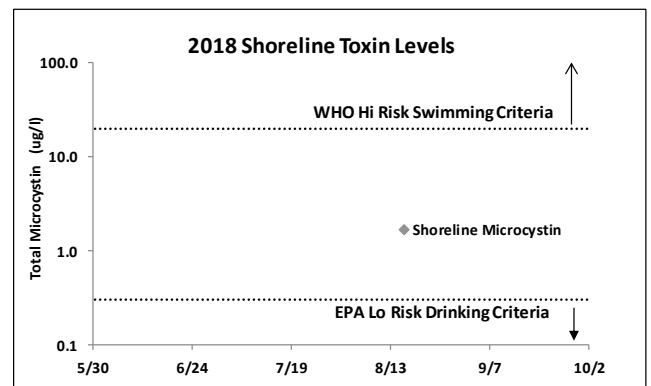 2018 Shoreline Toxin Levels
Total Microcystin (ug/l)
100.0
10.0
1.0
0.1
WHO Hi Risk Swimming Criteria
Shoreline Microcystin
EPA Lo Risk Drinking Criteria
5/30 6/24 7/19 8/13 9/7 10/2